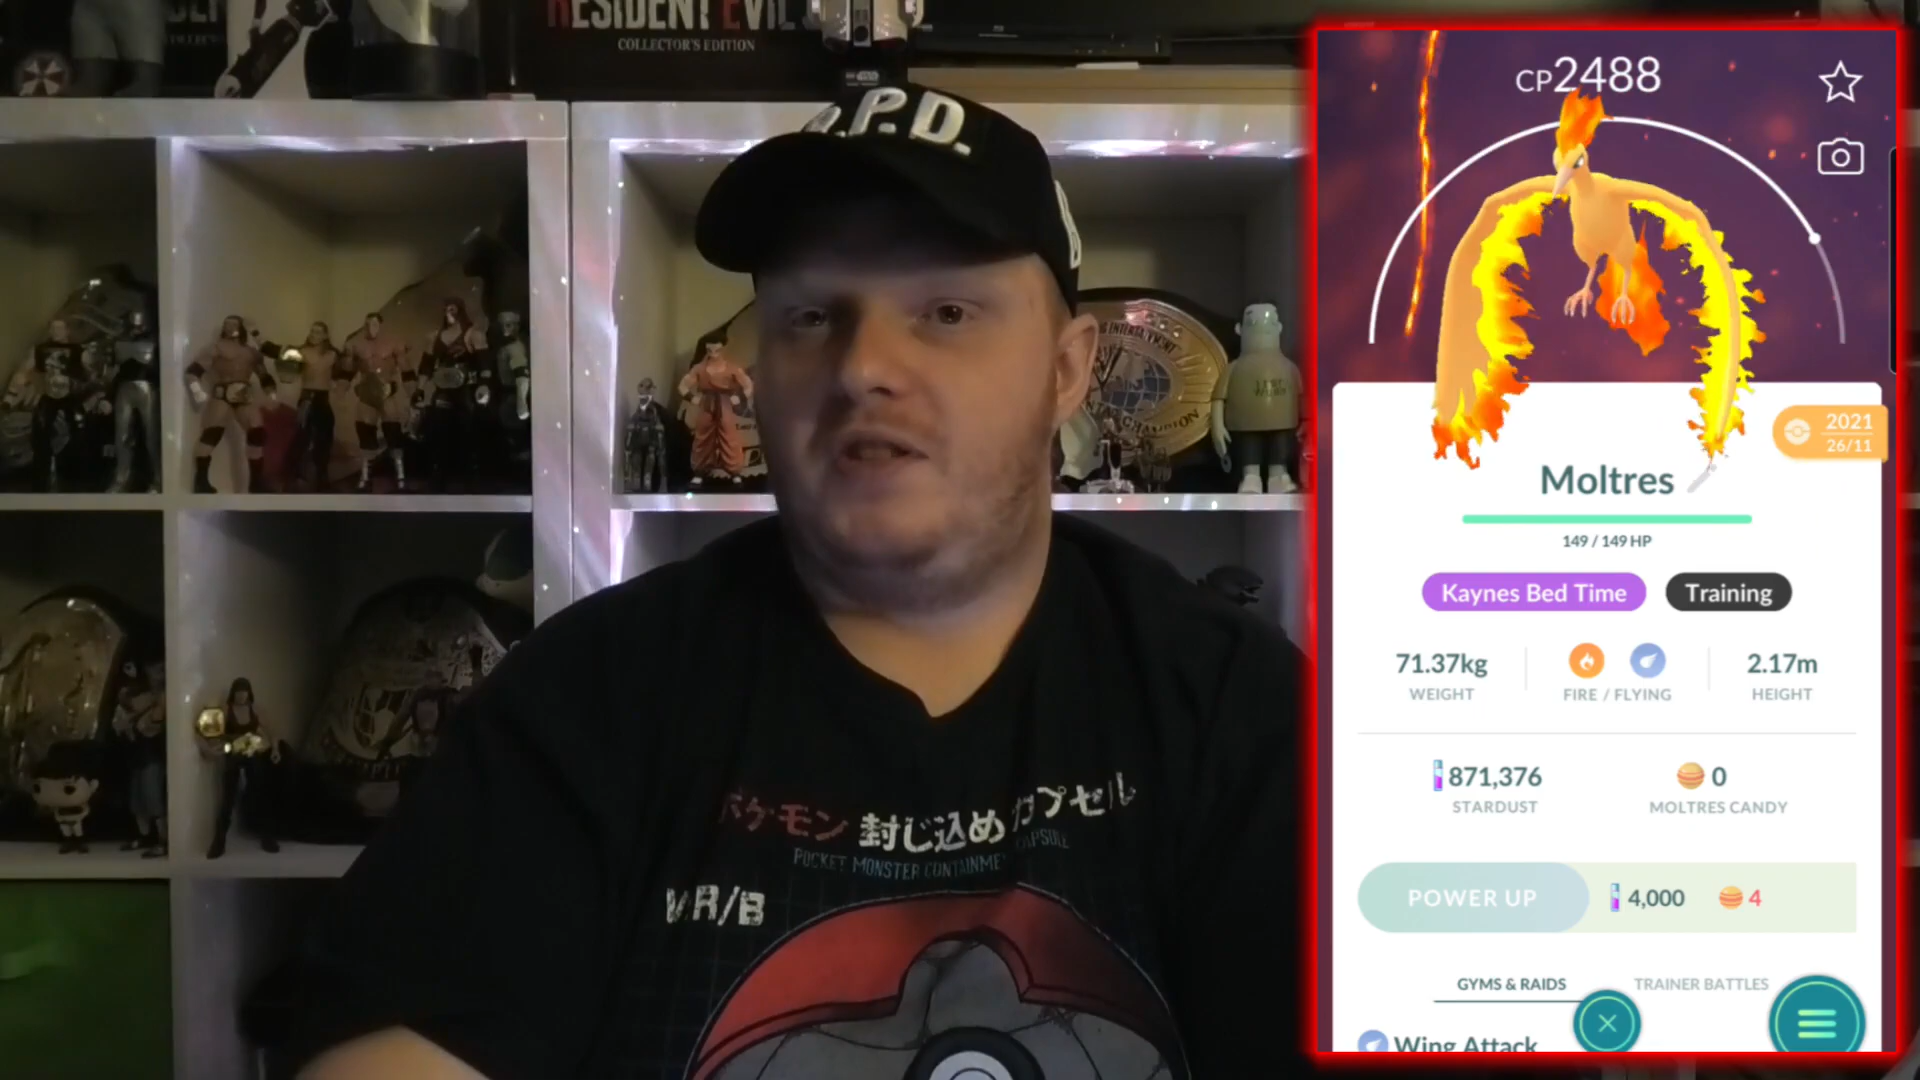 RESIDENT EVIL
COLLECTOR'S EDITION
.P.D.
ポケモン 封じ込め カプセル
POCKET MONSTER CONTAINMENT CAPSULE
V.R/B
CP2488
2021
26/11
Moltres
149 / 149 HP
Kaynes Bed Time
Training
71.37kg
WEIGHT
FIRE / FLYING
2.17m
HEIGHT
871,376
STARDUST
0
MOLTRES CANDY
POWER UP
4,000
4
GYMS & RAIDS
TRAINER BATTLES
Wing Attack